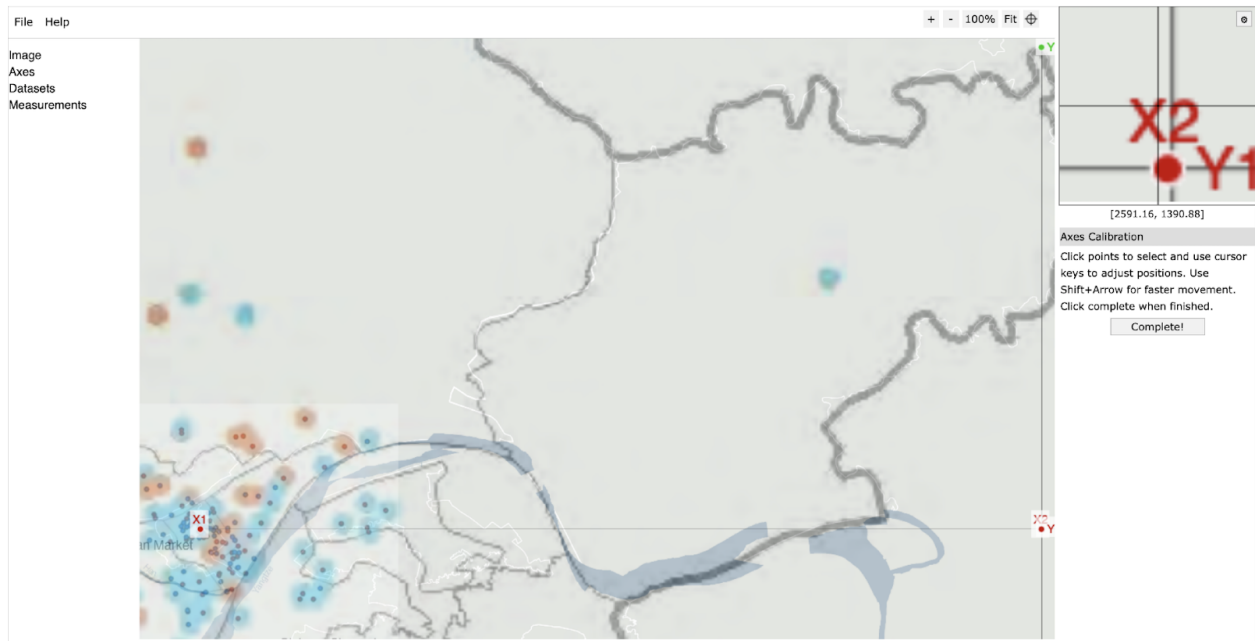 File Help
+ - 100% Fit
Image
Axes
Datasets
Measurements
Y
X1
X2
Y
Market
X2
Y1
[2591.16, 1390.88]
Axes Calibration
Click points to select and use cursor
keys to adjust positions. Use
Shift+Arrow for faster movement.
Click complete when finished.
Complete!